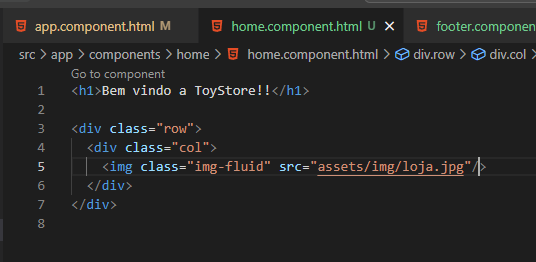 app.component.html M home.component.html U footer.componen
src > app > components > home > home.component.html > div.row > div.col >
Go to component
1 <h1>Bem vindo a ToyStore!!</h1>
2
3 <div class="row">
4 <div class="col">
5 <img class="img-fluid" src="assets/img/loja.jpg"/>
6 </div>
7 </div>
8